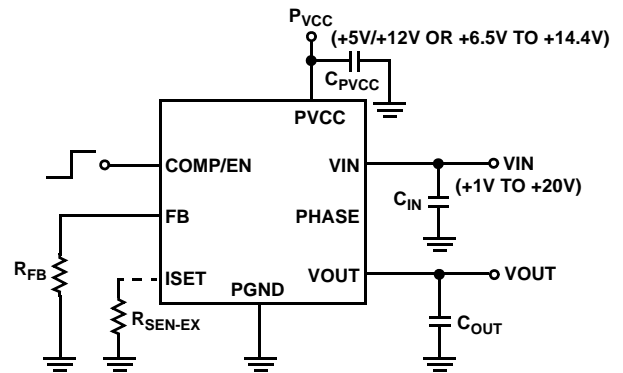 PVCC
(+5V/+12V OR +6.5V TO +14.4V)
CPVCC
PVCC
COMP/EN
VIN
VIN
(+1V TO +20V)
CIN
FB
PHASE
RFB
ISET
VOUT
VOUT
PGND
RSEN-EX
COUT